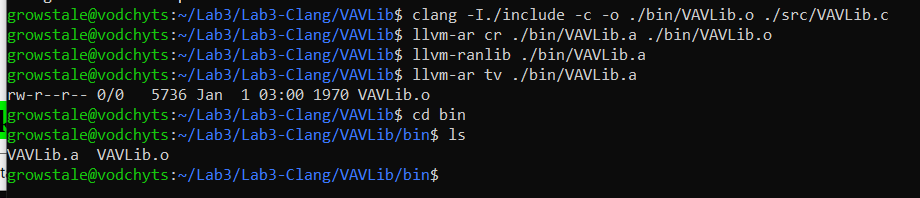 growstale@vodchyts:~/Lab3/Lab3-Clang/VAVLib$ clang -I./include -c -o ./bin/VAVLib.o ./src/VAVLib.c
growstale@vodchyts:~/Lab3/Lab3-Clang/VAVLib$ llvm-ar cr ./bin/VAVLib.a ./bin/VAVLib.o
growstale@vodchyts:~/Lab3/Lab3-Clang/VAVLib$ llvm-ranlib ./bin/VAVLib.a
growstale@vodchyts:~/Lab3/Lab3-Clang/VAVLib$ llvm-ar tv ./bin/VAVLib.a
rw-r--r-- 0/0   5736 Jan  1 03:00 1970 VAVLib.o
growstale@vodchyts:~/Lab3/Lab3-Clang/VAVLib$ cd bin
growstale@vodchyts:~/Lab3/Lab3-Clang/VAVLib/bin$ ls
VAVLib.a  VAVLib.o
growstale@vodchyts:~/Lab3/Lab3-Clang/VAVLib/bin$